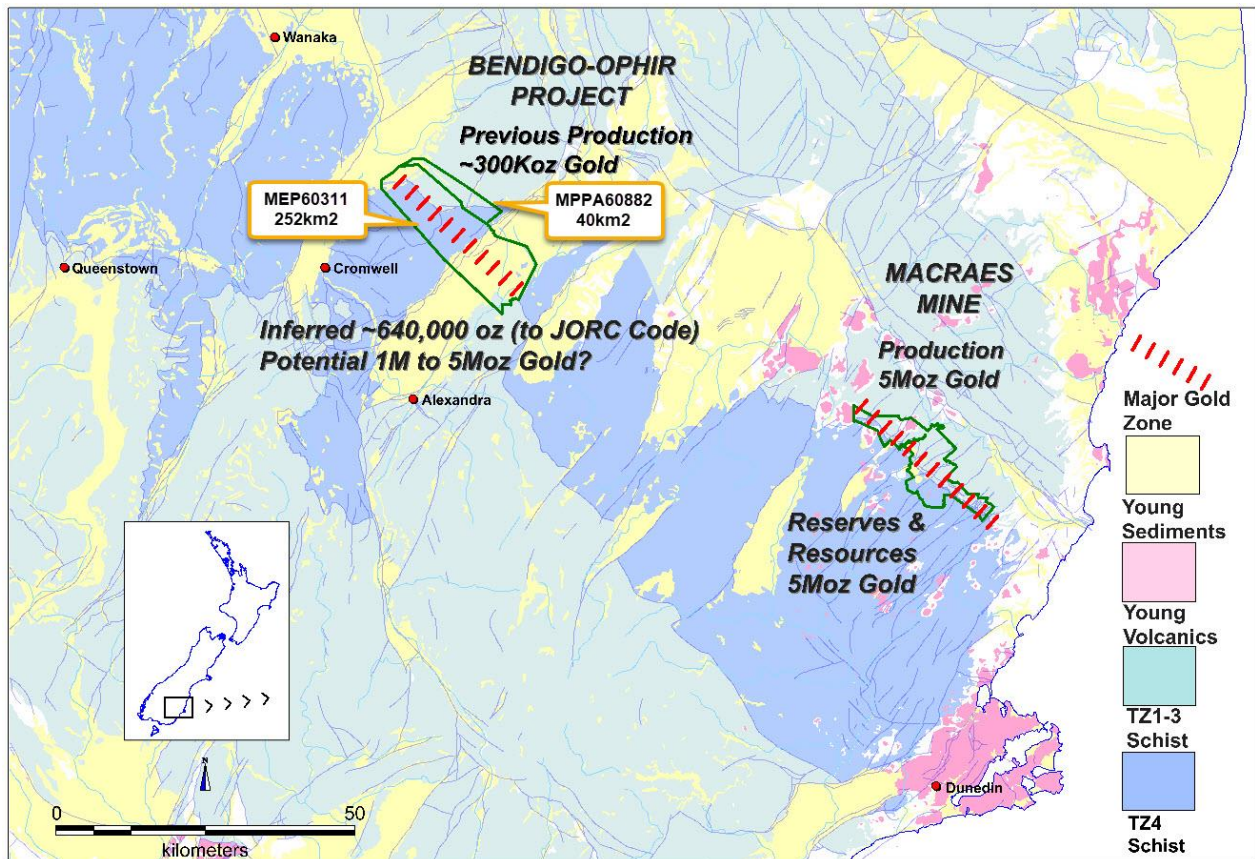 Wanaka
BENDIGO-OPHIR
PROJECT
Previous Production
~300Koz Gold
MEP60311
252km2
MPPA60882
40km2
Queenstown
Cromwell
MACRAES
MINE
Inferred ~640,000 oz (to JORC Code)
Potential 1M to 5Moz Gold?
Production
5Moz Gold
Alexandra
Reserves &
Resources
5Moz Gold
Dunedin
N
0
50
kilometers
Major Gold
Zone
Young
Sediments
Young
Volcanics
TZ1-3
Schist
TZ4
Schist